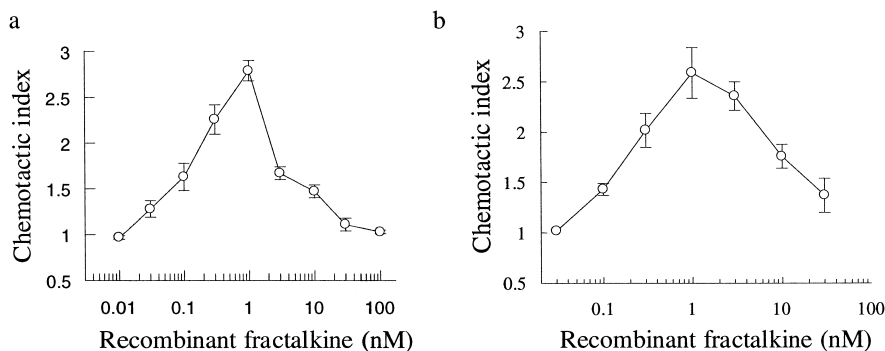 a
Chemotactic index
3
2.5
2
1.5
1
0.5
0.01 0.1 1 10 100
Recombinant fractalkine (nM)
b
Chemotactic index
3
2.5
2
1.5
1
0.5
0.1 1 10 100
Recombinant fractalkine (nM)